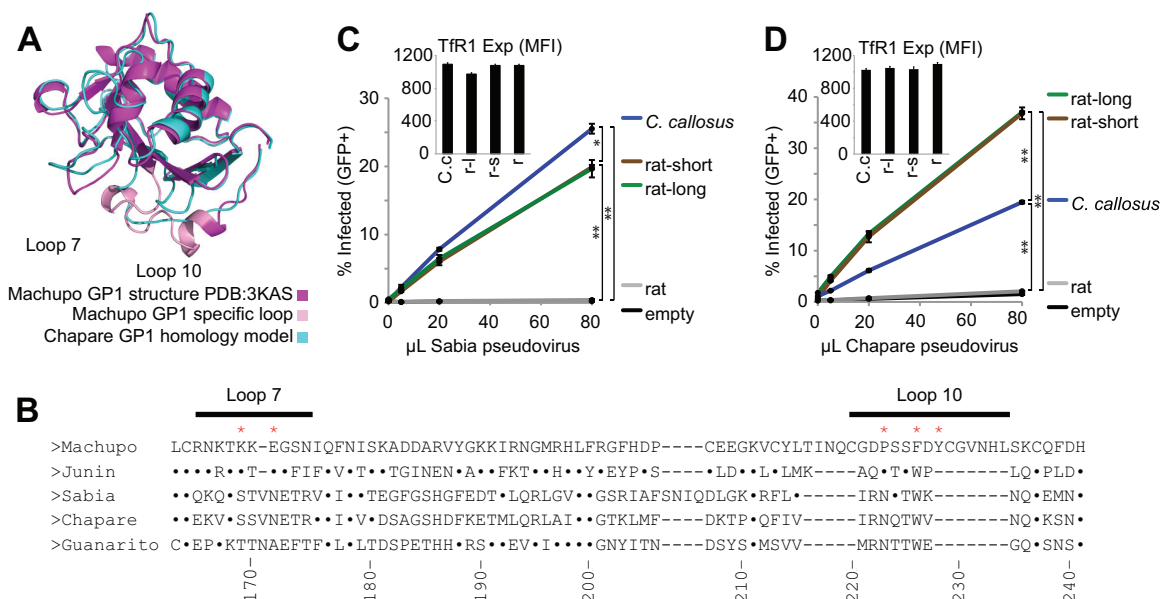 A
Loop 7
Loop 10
Machupo GP1 structure PDB:3KAS
Machupo GP1 specific loop
Chapare GP1 homology model
C
TfR1 Exp (MFI)
1200
800
400
0
C.c
r-l
r-s
r
% Infected (GFP+)
30
20
10
0
0
20
40
60
80
µL Sabia pseudovirus
C. callosus
rat-short
rat-long
rat
empty
*
**
**
D
TfR1 Exp (MFI)
1200
800
400
0
C.c
r-l
r-s
r
% Infected (GFP+)
40
30
20
10
0
0
20
40
60
80
µL Chapare pseudovirus
rat-long
rat-short
C. callosus
rat
empty
**
**
**
B
Loop 7
Loop 10
* * * * *
>Machupo LCRNKTKK-EGSNIQFNISKADDARVYGKKIRNGMRHLFRGFHDP----CEEGKVCYLTINQCGDPSSFDYCGVNHLSKCQFDH
>Junin ••••R••T-••FIF•V•T••TGINEN•A••FKT••H••Y•EYP•S----•LD••L•LMK-----AQ•T•WP-----LQ•PLD•
>Sabia ••QKQ•STVNETRV•I••TEGFGSHGFEDT•LQRLGV••GSRIAFSNIQDLGK•RFL•-----IRN•TWK-----NQ•EMN•
>Chapare ••EKV•SSVNETR••I•V•DSAGSHDFKETMLQRLAI••GTKLMF----DKTP•QFIV-----IRNQTWV-----NQ•KSN•
>Guanarito C•EP•KTTNAEFTF•L•LTDSPETHH•RS••EV•I••••GNYITN----DSYS•MSVV-----MRNTTWE-----GQ•SNS•
170
180
190
200
210
220
230
240